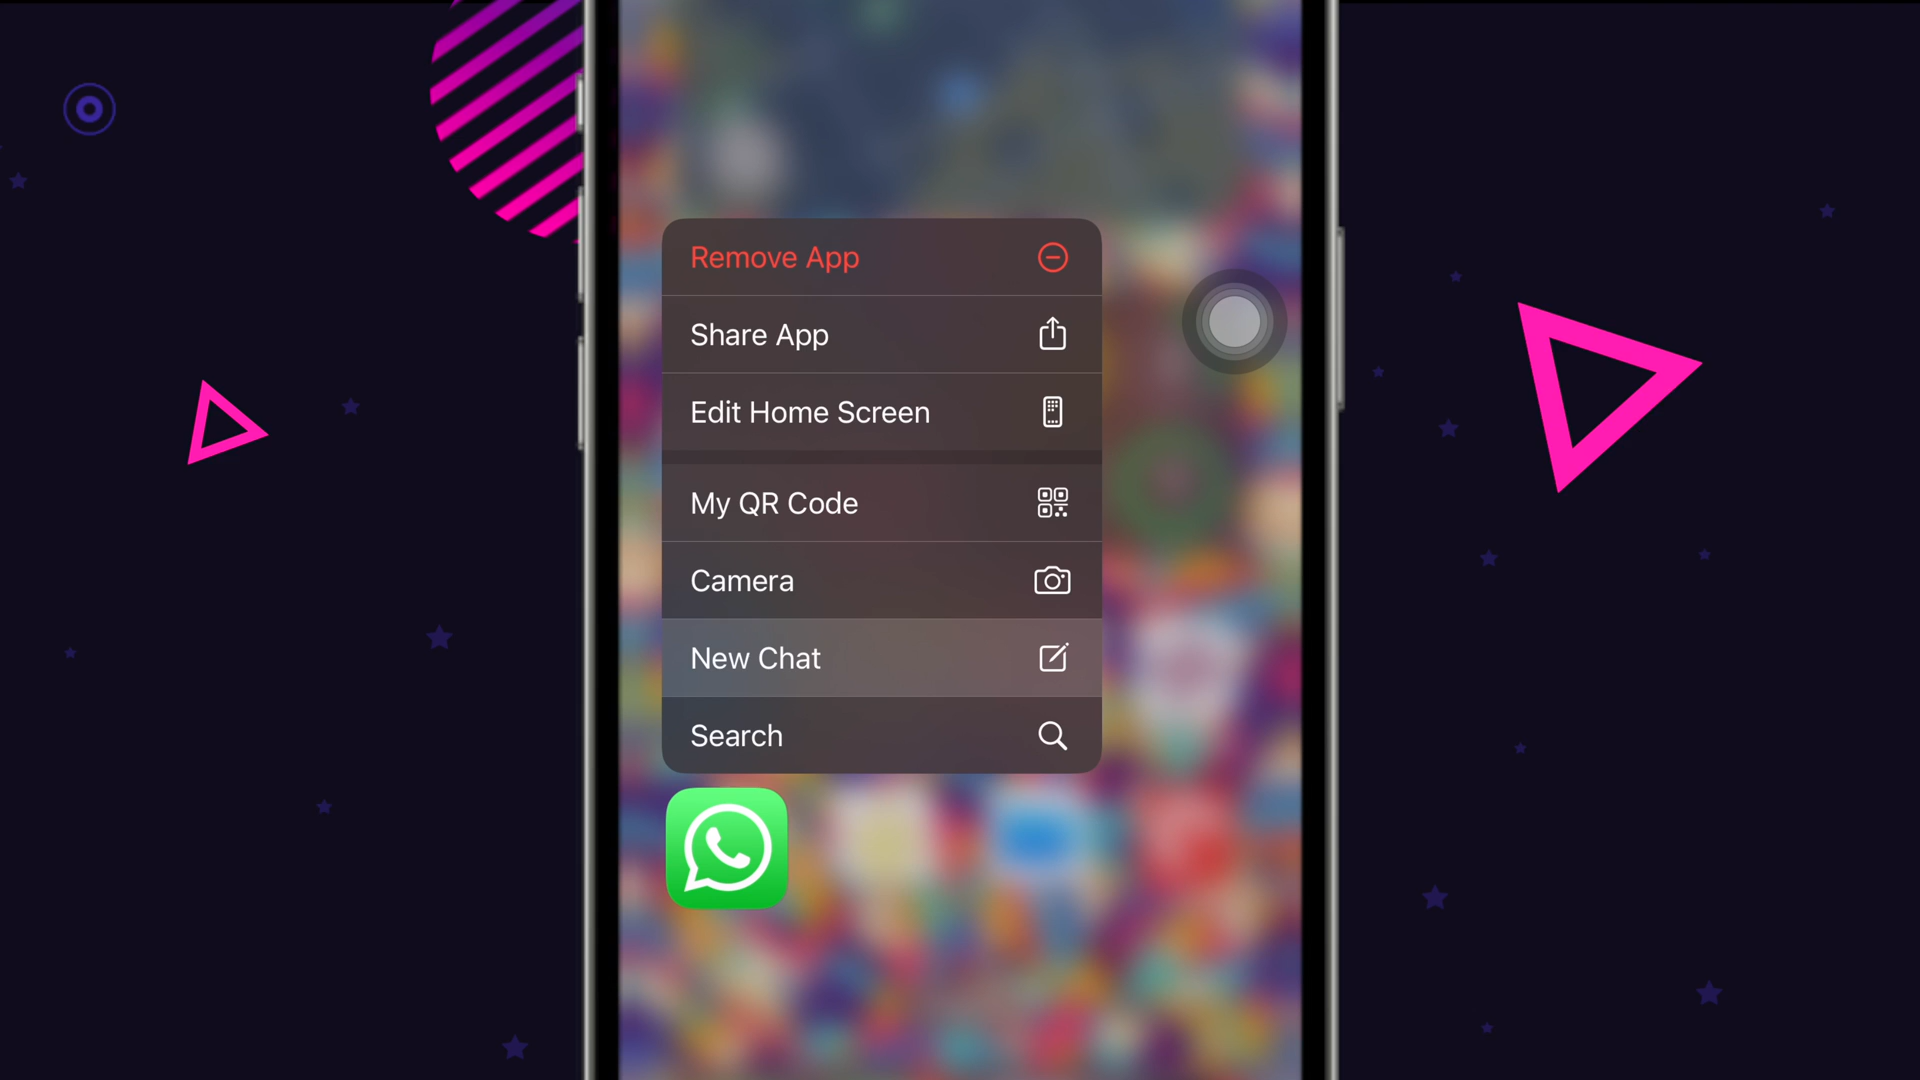 Remove App
Share App
Edit Home Screen
My QR Code
Camera
New Chat
Search